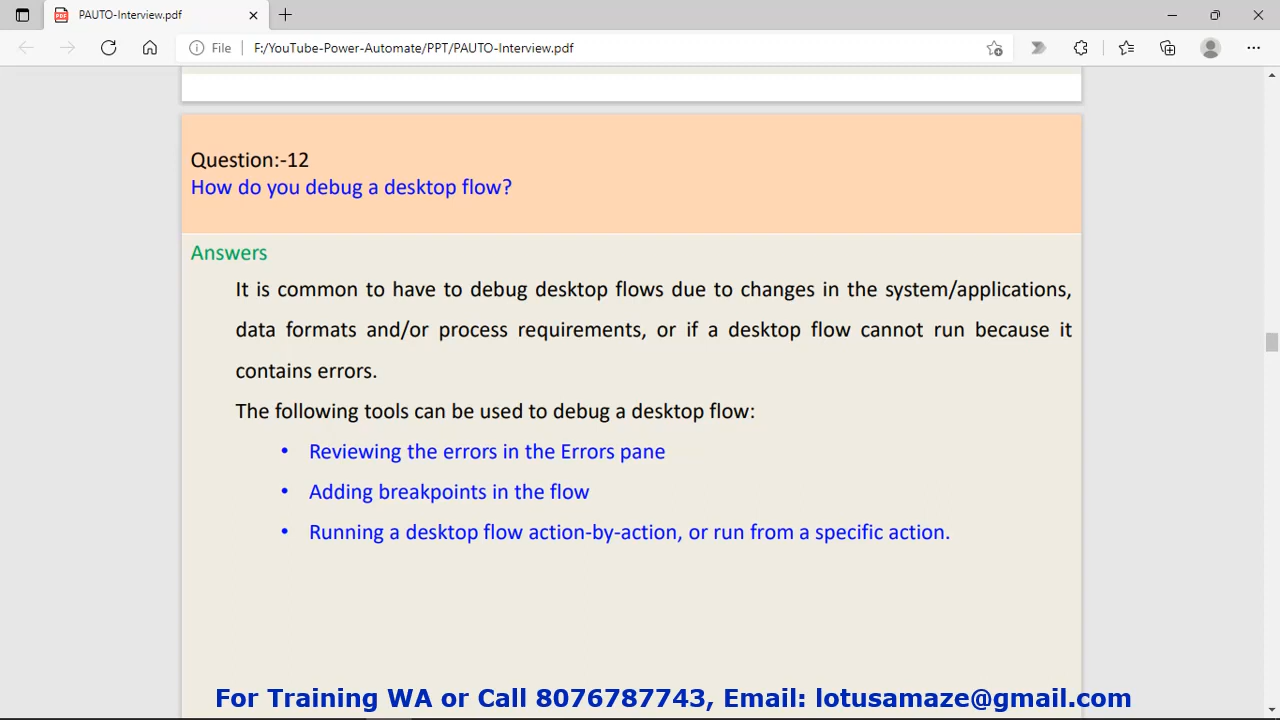 PAUTO-Interview.pdf
File F:/YouTube-Power-Automate/PPT/PAUTO-Interview.pdf
Question:-12
How do you debug a desktop flow?
Answers
It is common to have to debug desktop flows due to changes in the system/applications,
data formats and/or process requirements, or if a desktop flow cannot run because it
contains errors.
The following tools can be used to debug a desktop flow:
• Reviewing the errors in the Errors pane
• Adding breakpoints in the flow
• Running a desktop flow action-by-action, or run from a specific action.
For Training WA or Call 8076787743, Email: lotusamaze@gmail.com